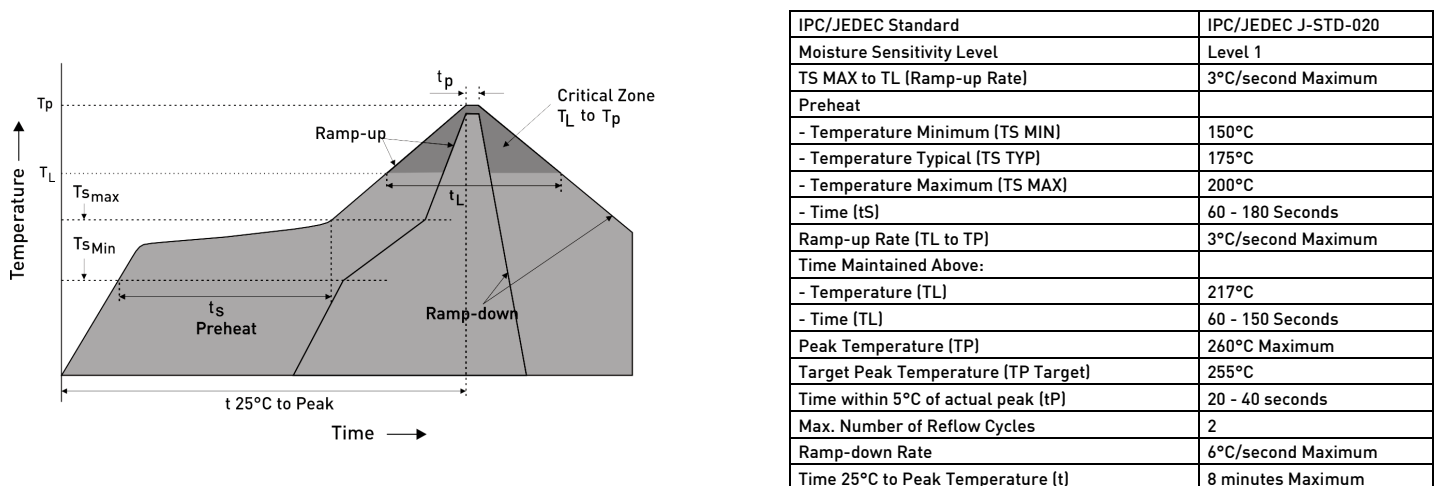 tp
Critical Zone
TL to Tp
Tp
Ramp-up
TL
Tsmax
tL
TsMin
Temperature
ts
Preheat
Ramp-down
t 25°C to Peak
Time
IPC/JEDEC Standard IPC/JEDEC J-STD-020
Moisture Sensitivity Level Level 1
TS MAX to TL (Ramp-up Rate) 3°C/second Maximum
Preheat
- Temperature Minimum (TS MIN) 150°C
- Temperature Typical (TS TYP) 175°C
- Temperature Maximum (TS MAX) 200°C
- Time (tS) 60 - 180 Seconds
Ramp-up Rate (TL to TP) 3°C/second Maximum
Time Maintained Above:
- Temperature (TL) 217°C
- Time (TL) 60 - 150 Seconds
Peak Temperature (TP) 260°C Maximum
Target Peak Temperature (TP Target) 255°C
Time within 5°C of actual peak (tP) 20 - 40 seconds
Max. Number of Reflow Cycles 2
Ramp-down Rate 6°C/second Maximum
Time 25°C to Peak Temperature (t) 8 minutes Maximum